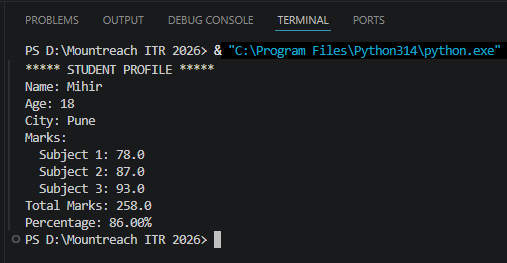 PROBLEMS OUTPUT DEBUG CONSOLE TERMINAL PORTS
PS D:\Mountreach ITR 2026> & "C:\Program Files\Python314\python.exe"
***** STUDENT PROFILE *****
Name: Mihir
Age: 18
City: Pune
Marks:
  Subject 1: 78.0
  Subject 2: 87.0
  Subject 3: 93.0
Total Marks: 258.0
Percentage: 86.00%
PS D:\Mountreach ITR 2026>